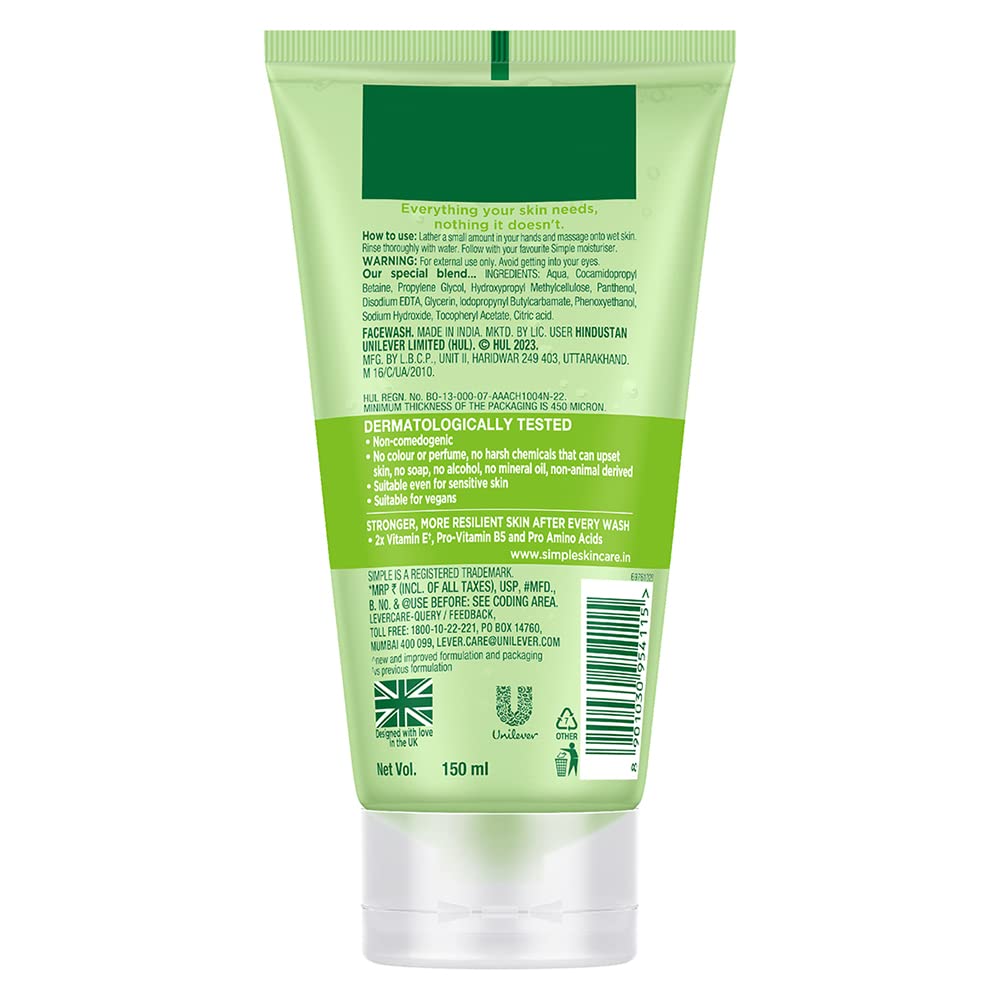 Everything your skin needs,
nothing it doesn't.
How to use: Lather a small amount in your hands and massage onto wet skin.
Rinse thoroughly with water. Follow with your favourite Simple moisturiser.
WARNING: For external use only. Avoid getting into your eyes.
Our special blend... INGREDIENTS: Aqua, Cocamidopropyl
Betaine, Propylene Glycol, Hydroxypropyl Methylcellulose, Panthenol,
Disodium EDTA, Glycerin, Iodopropynyl Butylcarbamate, Phenoxyethanol,
Sodium Hydroxide, Tocopheryl Acetate, Citric acid.
FACEWASH. MADE IN INDIA. MKTD. BY LIC. USER HINDUSTAN
UNILEVER LIMITED (HUL). © HUL 2023.
MFG. BY L.B.C.P., UNIT II, HARIDWAR 249 403, UTTARAKHAND.
M 16/C/UA/2010.
HUL REGN. No. BO-13-000-07-AAACH1004N-22.
MINIMUM THICKNESS OF THE PACKAGING IS 450 MICRON.
DERMATOLOGICALLY TESTED
• Non-comedogenic
• No colour or perfume, no harsh chemicals that can upset
skin, no soap, no alcohol, no mineral oil, non-animal derived
• Suitable even for sensitive skin
• Suitable for vegans
STRONGER, MORE RESILIENT SKIN AFTER EVERY WASH
• 2x Vitamin E†, Pro-Vitamin B5 and Pro Amino Acids
www.simpleskincare.in
SIMPLE IS A REGISTERED TRADEMARK.
*MRP ₹ (INCL. OF ALL TAXES), USP, #MFD.,
B. NO. & @USE BEFORE: SEE CODING AREA.
LEVERCARE-QUERY / FEEDBACK,
TOLL FREE: 1800-10-22-221, PO BOX 14760,
MUMBAI 400 099, LEVER.CARE@UNILEVER.COM
^new and improved formulation and packaging
†vs previous formulation
Designed with love
in the UK
Unilever
7
OTHER
8 901030 954115 >
Net Vol. 150 ml